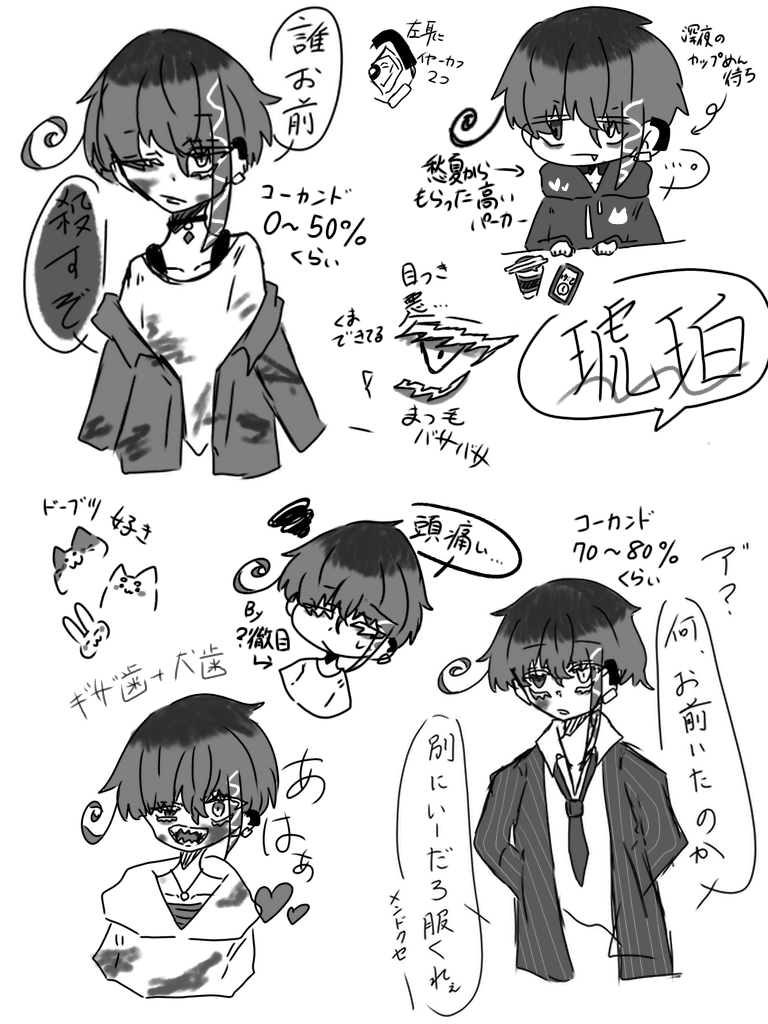 誰お前
殺すぞ
コーカンド
0~50%
くらい
左耳に
イヤーカフ
2つ
深夜の
カップめん
待ち
愁夏から
もらった高い
パーカー
…。
目つき
悪…
くま
できてる
まつ毛
バサバサ
琥珀
ドーブツ
好き
頭痛ぃ…
By
?徹目
ギザ歯+犬歯
あはぁ
コーカンド
70~80%
くらい
ア゛?
何、お前いたのか
別にいーだろ服くれぇ
メンドクセ